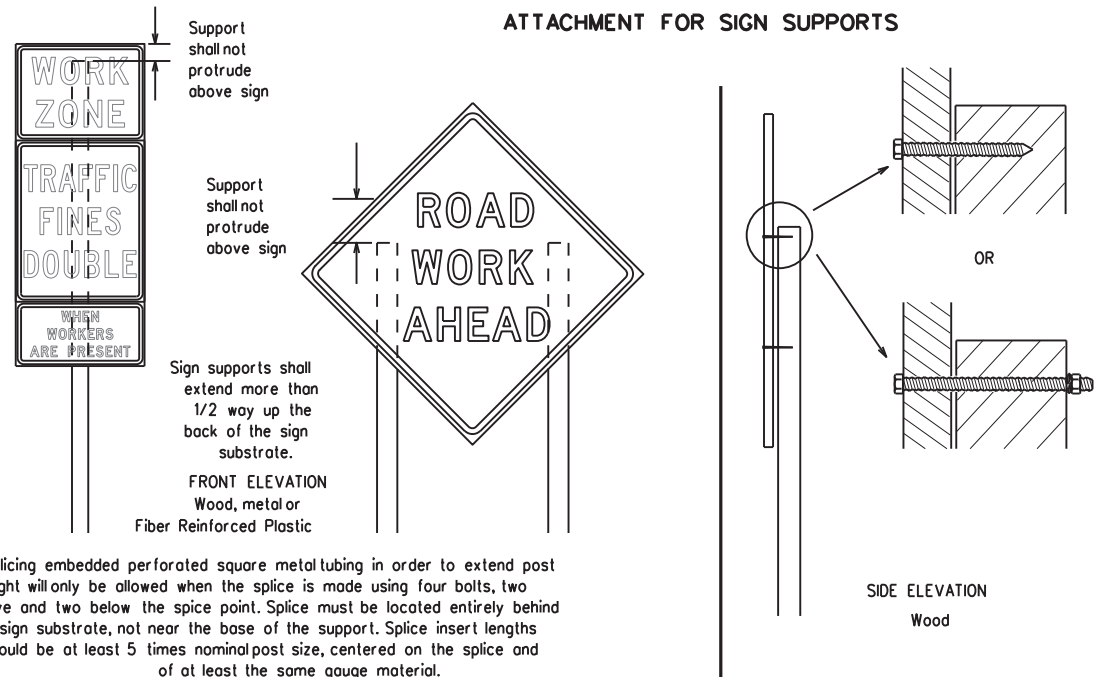 ATTACHMENT FOR SIGN SUPPORTS
Support
shall not
protrude
above sign
WORK
ZONE
TRAFFIC
FINES
DOUBLE
WHEN
WORKERS
ARE PRESENT
Support
shall not
protrude
above sign
ROAD
WORK
AHEAD
Sign supports shall
extend more than
1/2 way up the
back of the sign
substrate.
FRONT ELEVATION
Wood, metal or
Fiber Reinforced Plastic
OR
SIDE ELEVATION
Wood
embedded perforated square metal tubing in order to extend post
will only be allowed when the splice is made using four bolts, two
and two below the spice point. Splice must be located entirely behind
sign substrate, not near the base of the support. Splice insert lengths
be at least 5 times nominal post size, centered on the splice and
of at least the same gauge material.